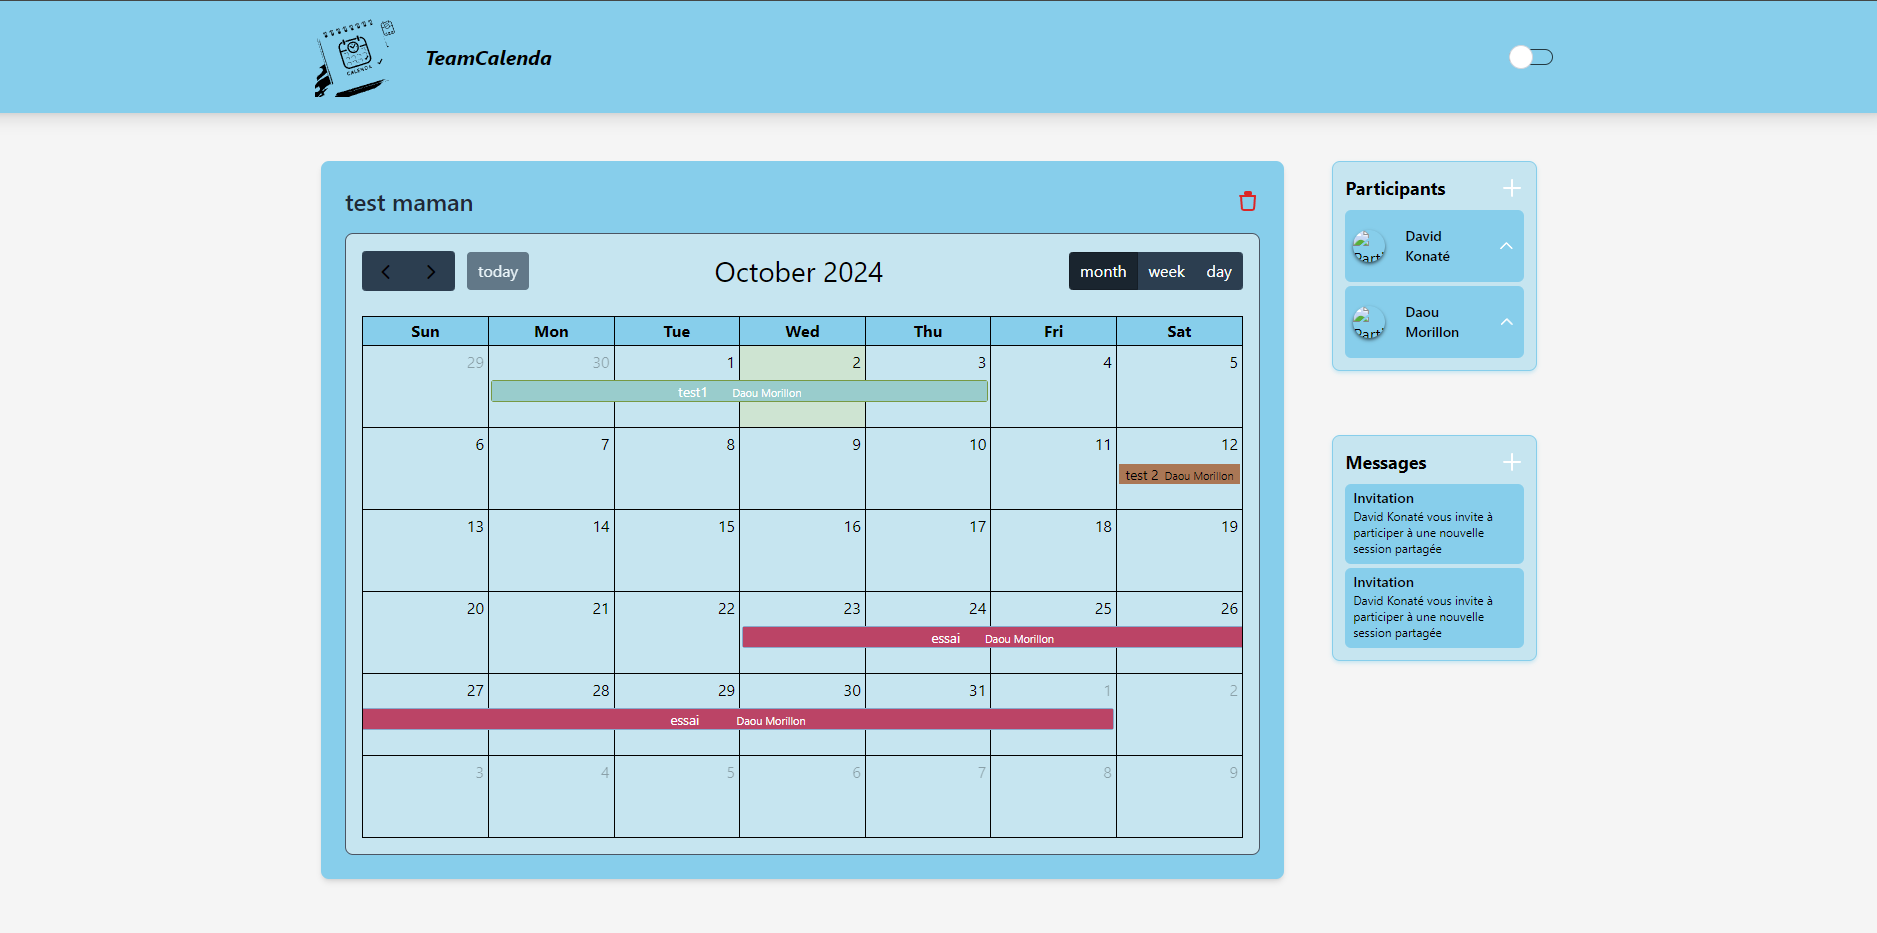 CALENDA
TeamCalenda
test maman
today
October 2024
month week day
Sun Mon Tue Wed Thu Fri Sat
29 30 1 2 3 4 5
test1 Daou Morillon
6 7 8 9 10 11 12
test 2 Daou Morillon
13 14 15 16 17 18 19
20 21 22 23 24 25 26
essai Daou Morillon
27 28 29 30 31 1 2
essai Daou Morillon
3 4 5 6 7 8 9
Participants
David
Konaté
Daou
Morillon
Messages
Invitation
David Konaté vous invite à
participer à une nouvelle
session partagée
Invitation
David Konaté vous invite à
participer à une nouvelle
session partagée